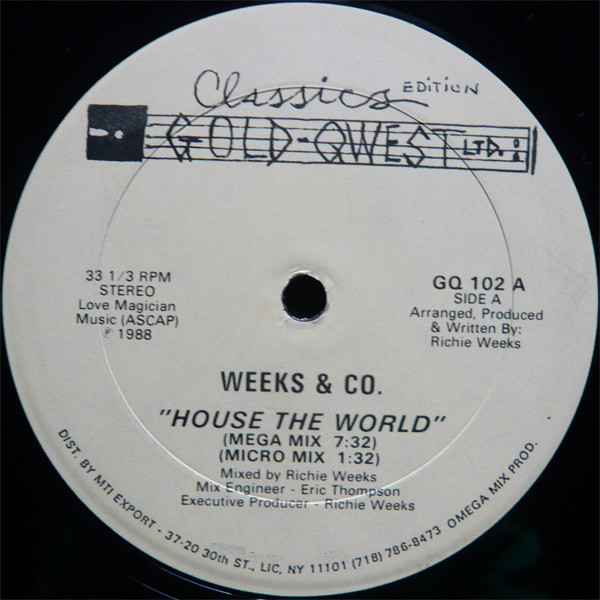 Classics EDITION
GOLD-QWEST LTD.
33 1/3 RPM
STEREO
Love Magician
Music (ASCAP)
℗ 1988
GQ 102 A
SIDE A
Arranged, Produced
& Written By:
Richie Weeks
WEEKS & CO.
"HOUSE THE WORLD"
(MEGA MIX 7:32)
(MICRO MIX 1:32)
Mixed by Richie Weeks
Mix Engineer - Eric Thompson
Executive Producer - Richie Weeks
DIST. BY MTI EXPORT - 37-20 30th ST., LIC, NY 11101 (718) 786-8473 OMEGA MIX PROD.